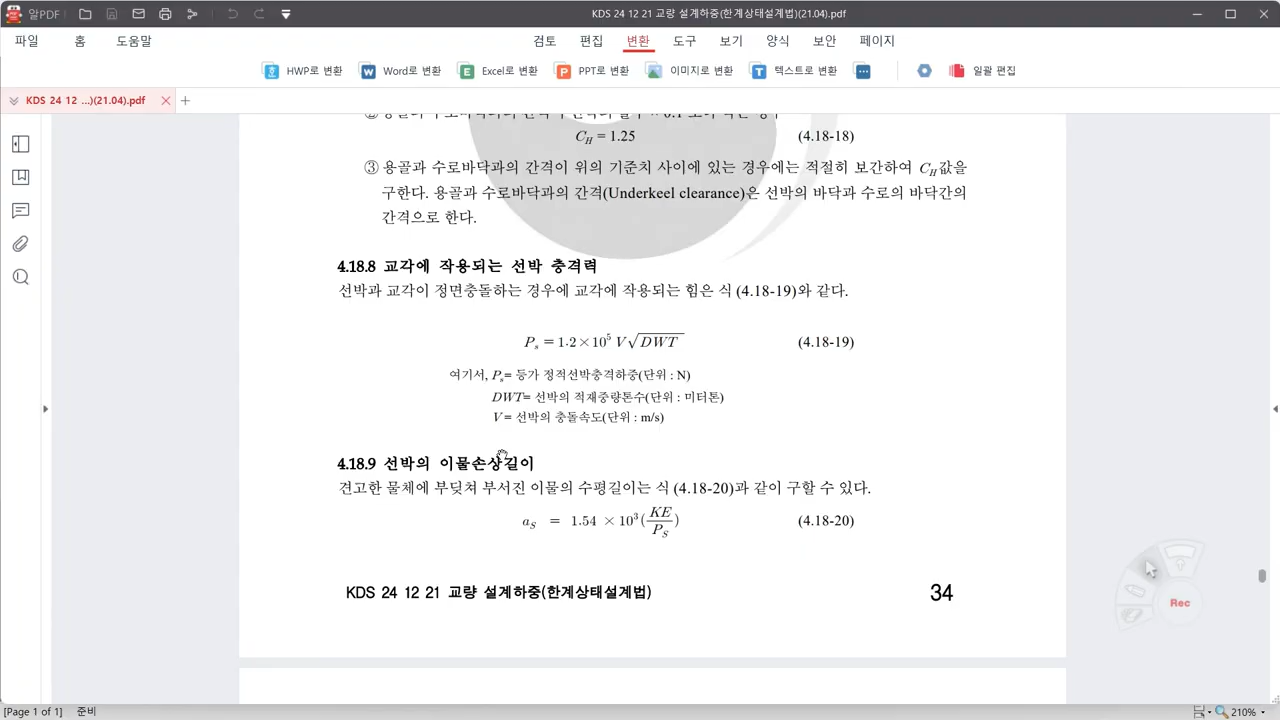 알PDF
KDS 24 12 21 교량 설계하중(한계상태설계법)(21.04).pdf
파일 홈 도움말 검토 편집 변환 도구 보기 양식 보안 페이지
HWP로 변환 Word로 변환 Excel로 변환 PPT로 변환 이미지로 변환 텍스트로 변환 일괄 편집
KDS 24 12 ...)(21.04).pdf
C_H = 1.25 (4.18-18)
③ 용골과 수로바닥과의 간격이 위의 기준치 사이에 있는 경우에는 적절히 보간하여 C_H값을
구한다. 용골과 수로바닥과의 간격(Underkeel clearance)은 선박의 바닥과 수로의 바닥간의
간격으로 한다.
4.18.8 교각에 작용되는 선박 충격력
선박과 교각이 정면충돌하는 경우에 교각에 작용되는 힘은 식 (4.18-19)와 같다.
P_s = 1.2×10^5 V√DWT (4.18-19)
여기서, P_s= 등가 정적선박충격하중(단위 : N)
DWT= 선박의 적재중량톤수(단위 : 미터톤)
V = 선박의 충돌속도(단위 : m/s)
4.18.9 선박의 이물손상길이
견고한 물체에 부딪쳐 부서진 이물의 수평길이는 식 (4.18-20)과 같이 구할 수 있다.
a_S = 1.54 × 10^3 (KE/P_S) (4.18-20)
KDS 24 12 21 교량 설계하중(한계상태설계법) 34
Rec
[Page 1 of 1] 준비 210%